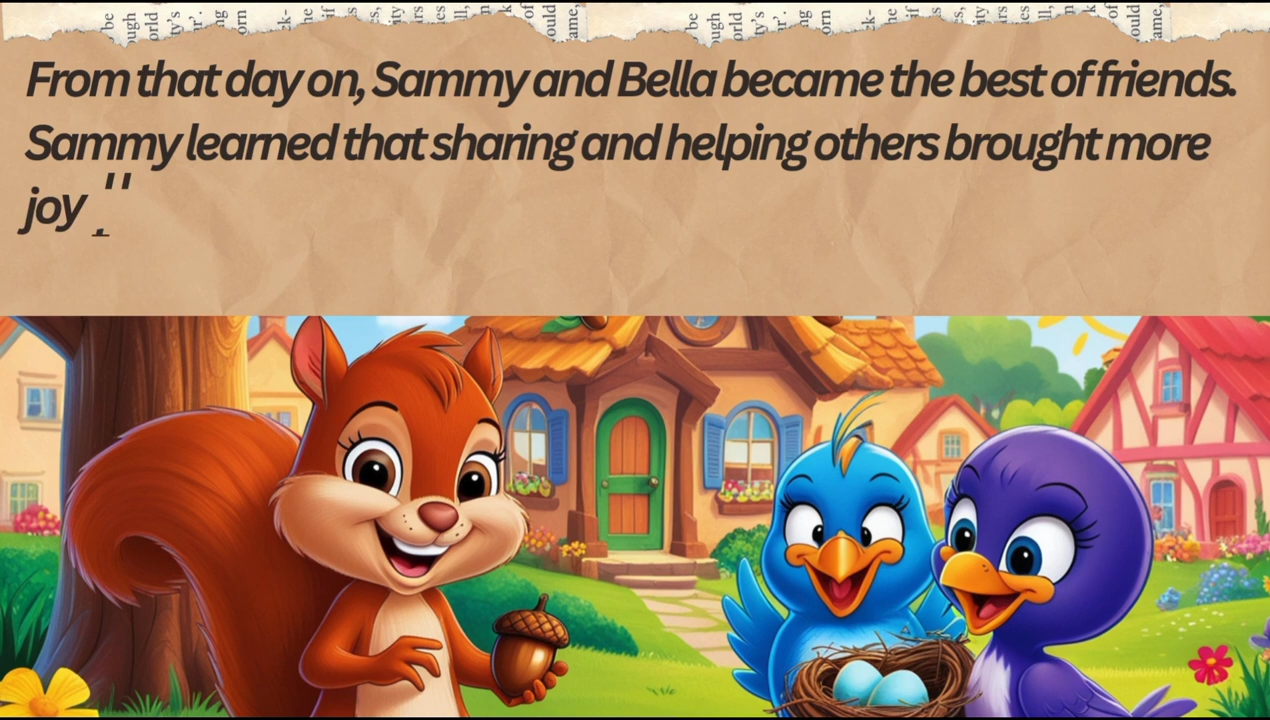 From that day on, Sammy and Bella became the best of friends.
Sammy learned that sharing and helping others brought more
joy